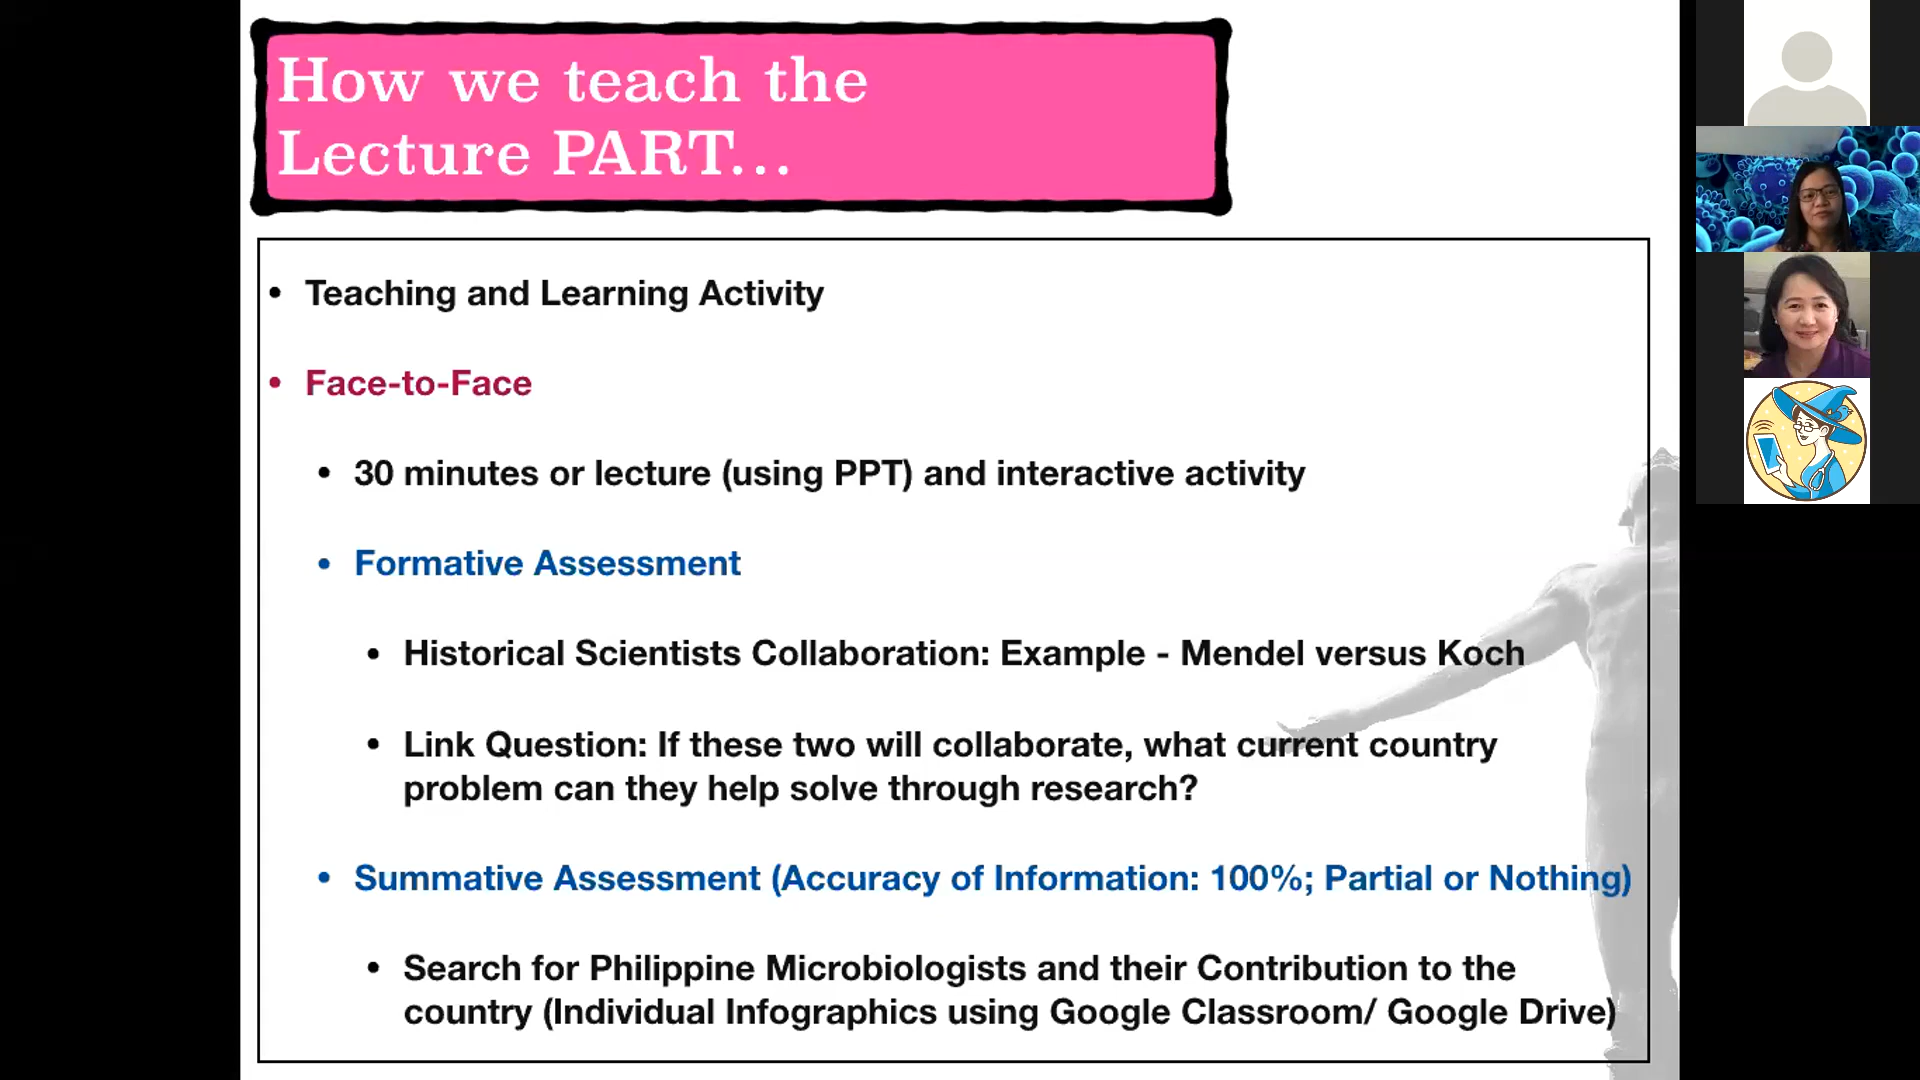 How we teach the
Lecture PART...
• Teaching and Learning Activity
• Face-to-Face
• 30 minutes or lecture (using PPT) and interactive activity
• Formative Assessment
• Historical Scientists Collaboration: Example - Mendel versus Koch
• Link Question: If these two will collaborate, what current country
problem can they help solve through research?
• Summative Assessment (Accuracy of Information: 100%; Partial or Nothing)
• Search for Philippine Microbiologists and their Contribution to the
country (Individual Infographics using Google Classroom/ Google Drive)